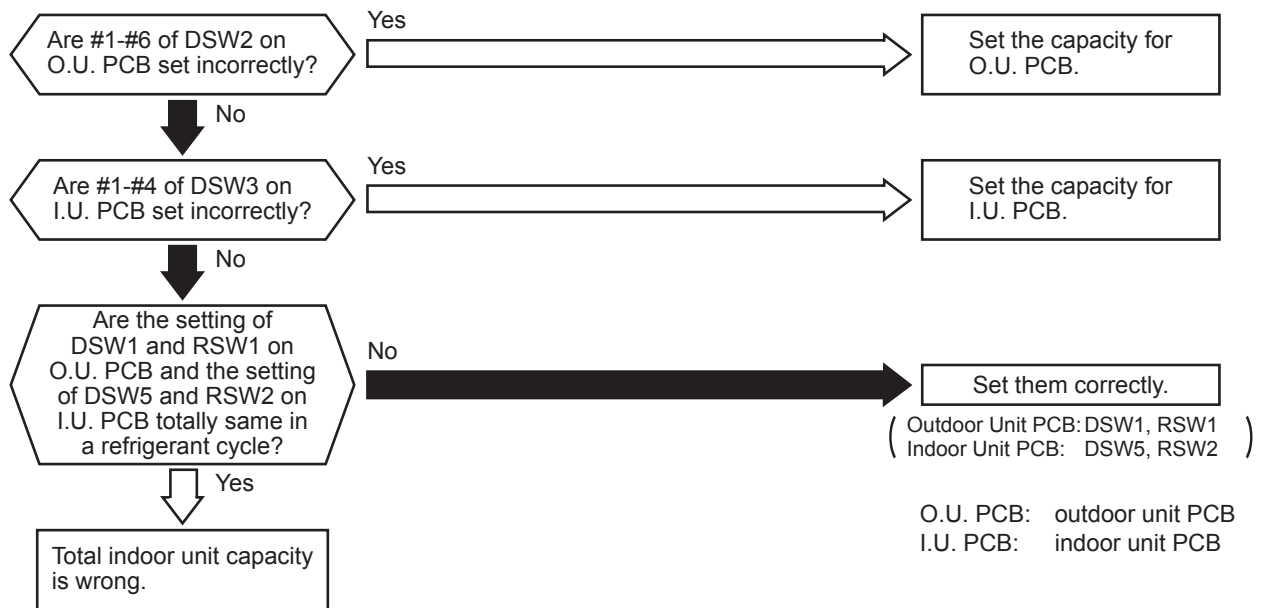 Are #1-#6 of DSW2 on
O.U. PCB set incorrectly?
Yes
Set the capacity for
O.U. PCB.
No
Are #1-#4 of DSW3 on
I.U. PCB set incorrectly?
Yes
Set the capacity for
I.U. PCB.
No
Are the setting of
DSW1 and RSW1 on
O.U. PCB and the setting
of DSW5 and RSW2 on
I.U. PCB totally same in
a refrigerant cycle?
No
Set them correctly.
( Outdoor Unit PCB: DSW1, RSW1
Indoor Unit PCB: DSW5, RSW2 )
Yes
Total indoor unit capacity
is wrong.
O.U. PCB: outdoor unit PCB
I.U. PCB: indoor unit PCB